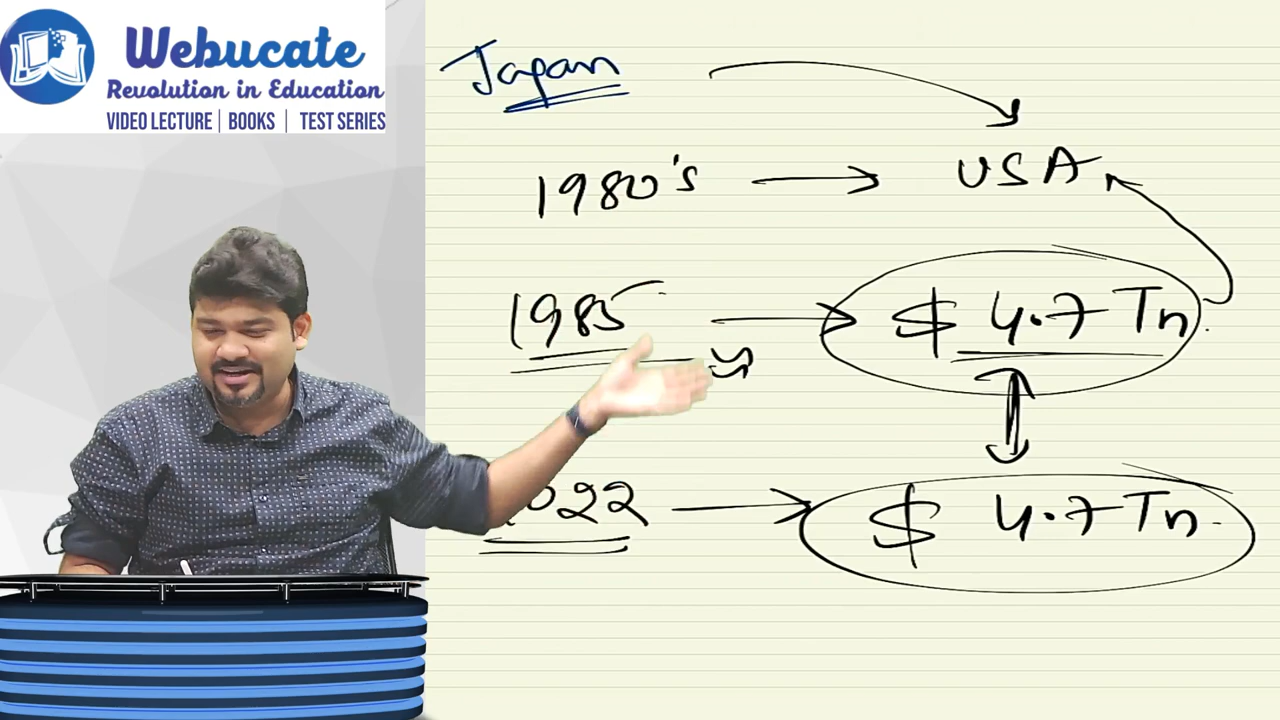 Webucate
Revolution in Education
VIDEO LECTURE | BOOKS | TEST SERIES
Japan
1980's → USA
1985 → $ 4.7 Tn.
2022 → $ 4.7 Tn.